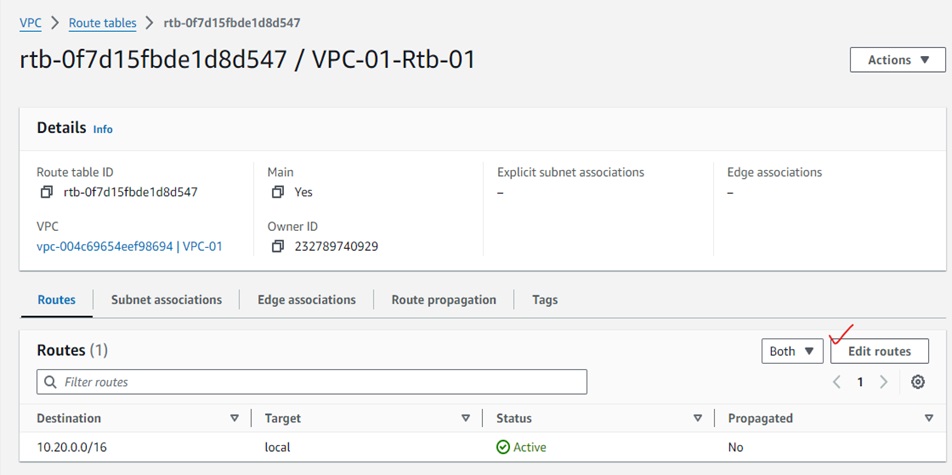 VPC > Route tables > rtb-0f7d15fbde1d8d547
rtb-0f7d15fbde1d8d547 / VPC-01-Rtb-01
Actions
Details Info
Route table ID
rtb-0f7d15fbde1d8d547
Main
Yes
Explicit subnet associations
–
Edge associations
–
VPC
vpc-004c69654eef98694 | VPC-01
Owner ID
232789740929
Routes Subnet associations Edge associations Route propagation Tags
Routes (1)
Both
Edit routes
Filter routes
1
Destination Target Status Propagated
10.20.0.0/16 local Active No